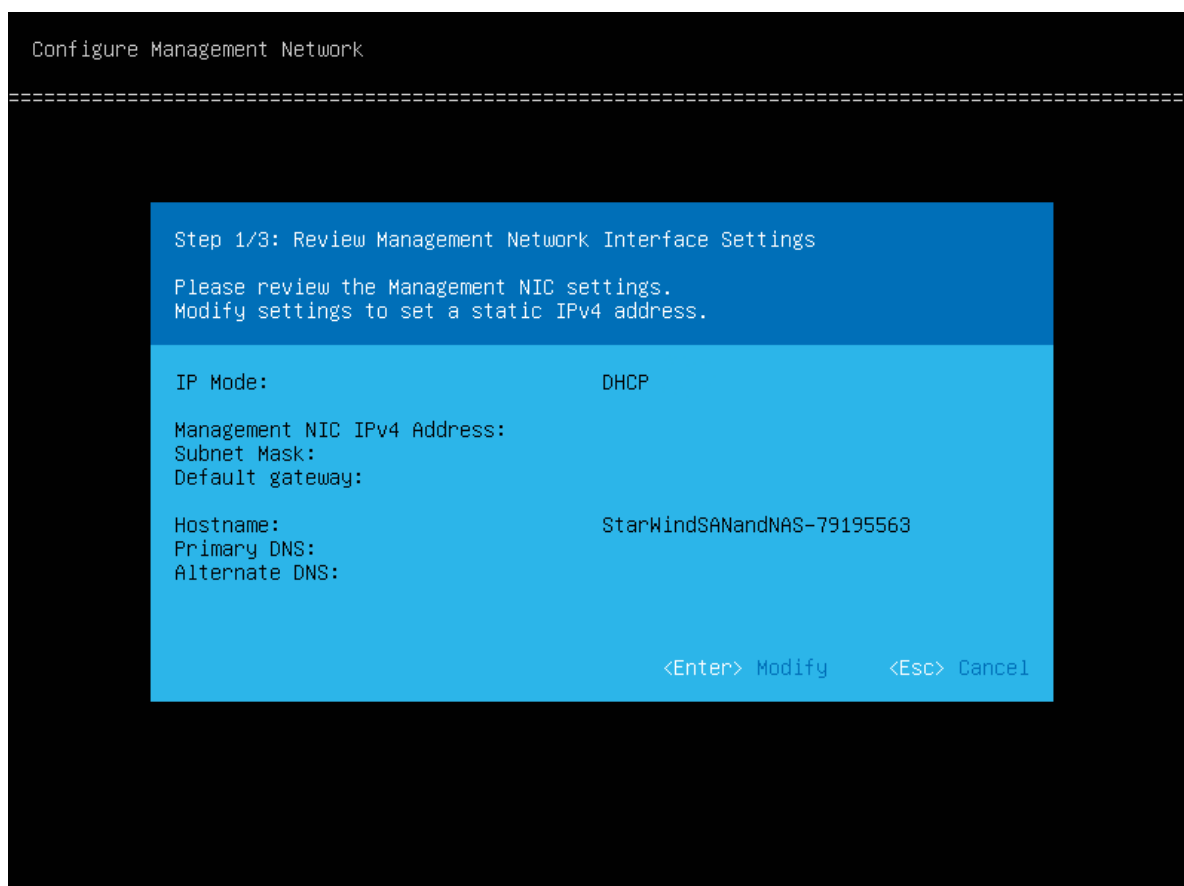 Configure Management Network
==================================================================================================
Step 1/3: Review Management Network Interface Settings
Please review the Management NIC settings.
Modify settings to set a static IPv4 address.
IP Mode: DHCP
Management NIC IPv4 Address:
Subnet Mask:
Default gateway:
Hostname: StarWindSANandNAS-79195563
Primary DNS:
Alternate DNS:
<Enter> Modify <Esc> Cancel